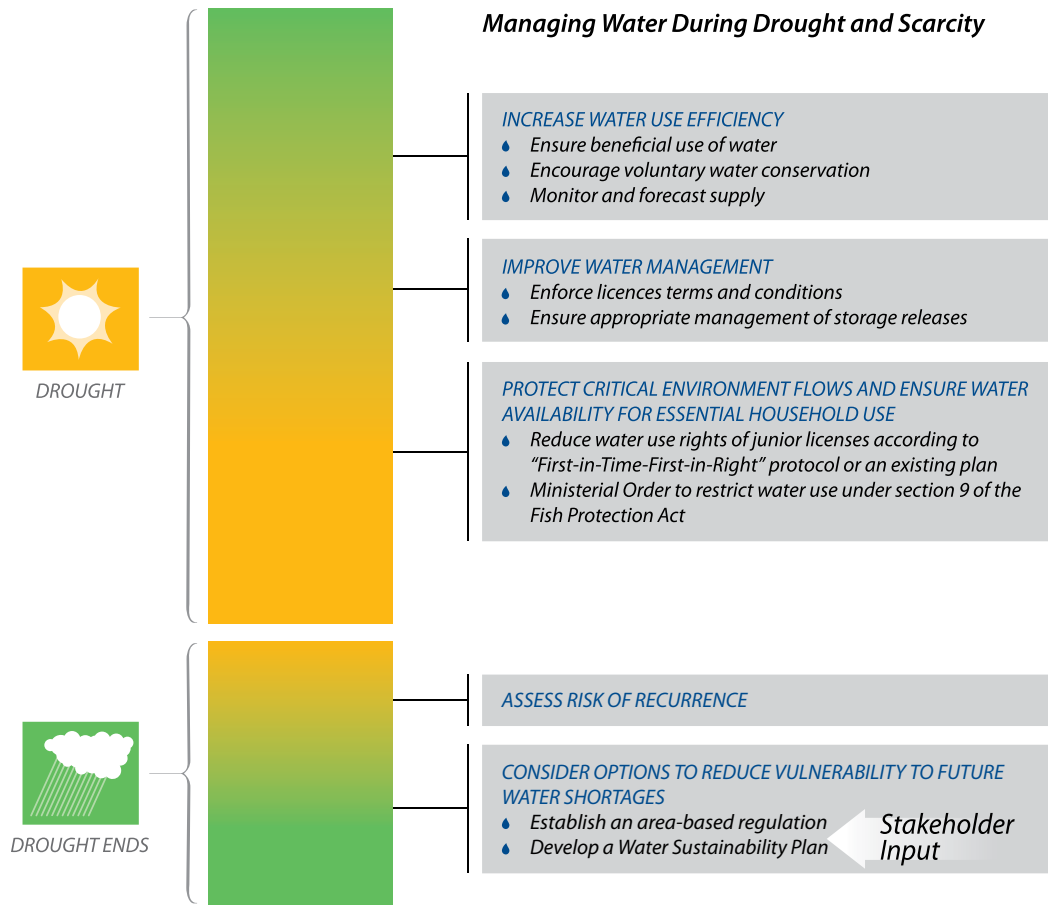 Managing Water During Drought and Scarcity
INCREASE WATER USE EFFICIENCY
Ensure beneficial use of water
Encourage voluntary water conservation
Monitor and forecast supply
IMPROVE WATER MANAGEMENT
Enforce licences terms and conditions
Ensure appropriate management of storage releases
DROUGHT
PROTECT CRITICAL ENVIRONMENT FLOWS AND ENSURE WATER
AVAILABILITY FOR ESSENTIAL HOUSEHOLD USE
Reduce water use rights of junior licenses according to
“First-in-Time-First-in-Right” protocol or an existing plan
Ministerial Order to restrict water use under section 9 of the
Fish Protection Act
ASSESS RISK OF RECURRENCE
CONSIDER OPTIONS TO REDUCE VULNERABILITY TO FUTURE
WATER SHORTAGES
Establish an area-based regulation
Develop a Water Sustainability Plan
Stakeholder
Input
DROUGHT ENDS